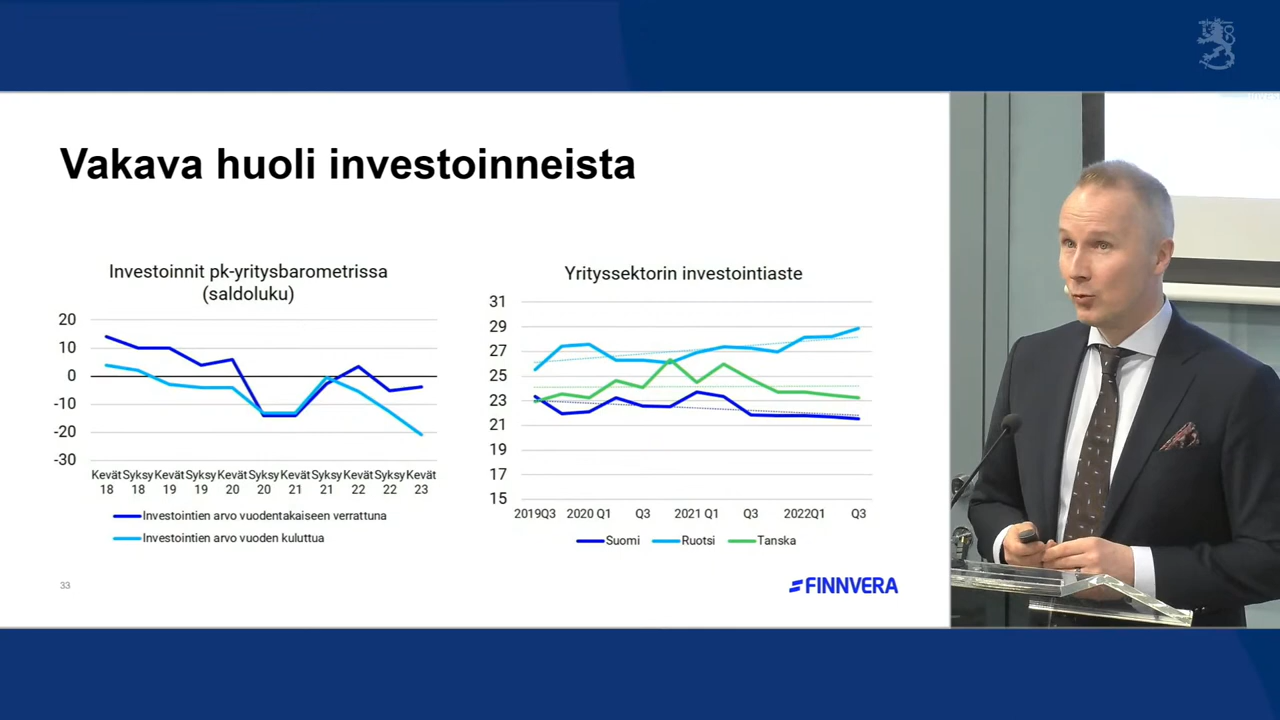 Vakava huoli investoinneista
Investoinnit pk-yritysbarometrissa
(saldoluku)
20
10
0
-10
-20
-30
Kevät Syksy Kevät Syksy Kevät Syksy Kevät Syksy Kevät Syksy Kevät
18 18 19 19 20 20 21 21 22 22 23
Investointien arvo vuodentakaiseen verrattuna
Investointien arvo vuoden kuluttua
Yrityssektorin investointiaste
31
29
27
25
23
21
19
17
15
2019Q3 2020 Q1 Q3 2021 Q1 Q3 2022Q1 Q3
Suomi Ruotsi Tanska
33
FINNVERA